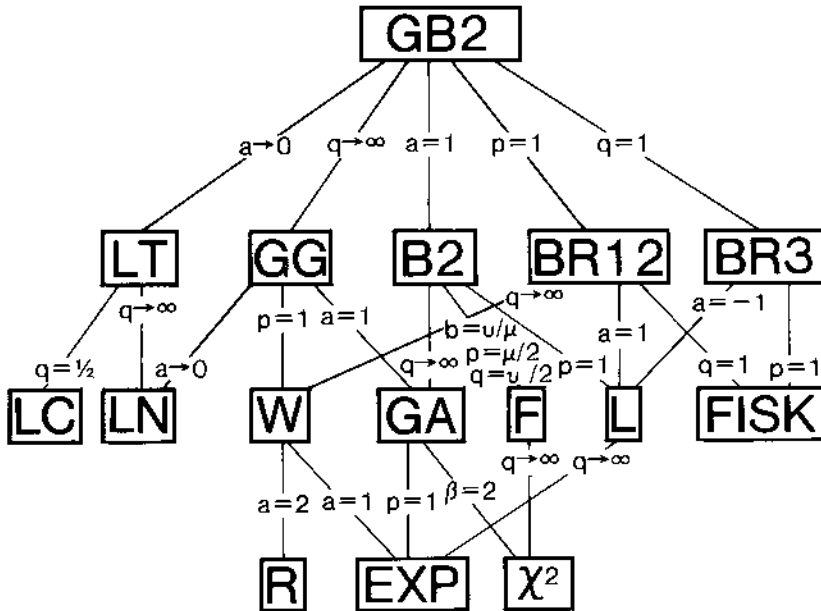 GB2
a→0 q→∞ a=1 p=1 q=1
LT GG B2 BR12 BR3
q→∞ p=1 a=1 q→∞ a=-1
b=υ/μ a=1
q=½ a→0 q→∞ p=μ/2 p=1 q=1 p=1
q=υ/2
LC LN W GA F L FISK
q→∞ q→∞
a=2 a=1 p=1 β=2
R EXP χ²